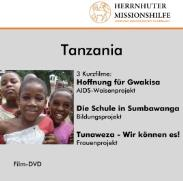 HERRNHUTER
MISSIONSHILFE
Tanzania
3 Kurzfilme:
Hoffnung für Gwakisa
AIDS-Waisenprojekt
Die Schule in Sumbawanga
Bildungsprojekt
Tunaweza - Wir können es!
Frauenprojekt
Film-DVD